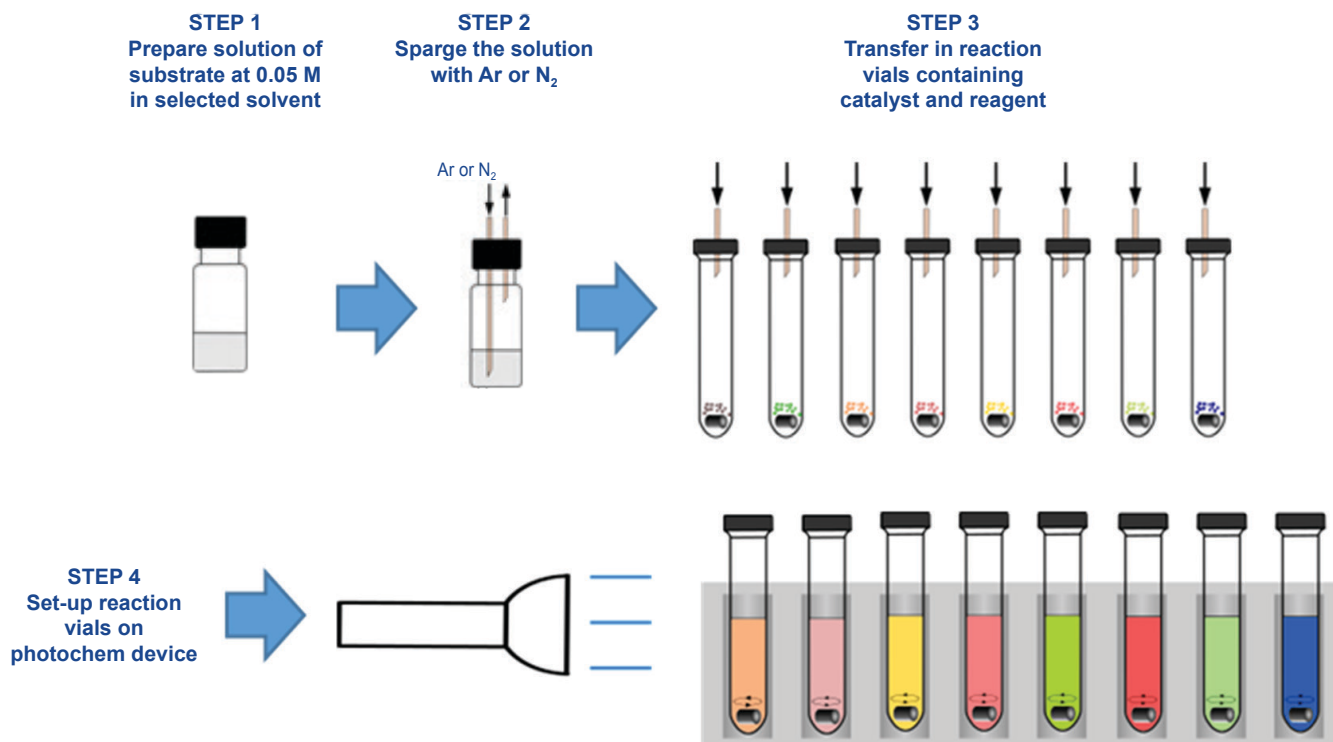 STEP 1
Prepare solution of
substrate at 0.05 M
in selected solvent
STEP 2
Sparge the solution
with Ar or N₂
STEP 3
Transfer in reaction
vials containing
catalyst and reagent
Ar or N₂
STEP 4
Set-up reaction
vials on
photochem device